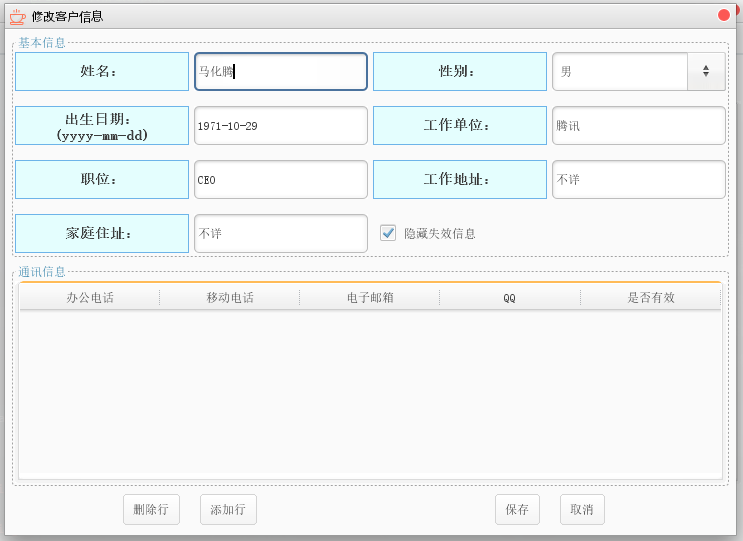 修改客户信息
基本信息
姓名：
马化腾
性别：
男
出生日期：
(yyyy-mm-dd)
1971-10-29
工作单位：
腾讯
职位：
CEO
工作地址：
不详
家庭住址：
不详
隐藏失效信息
通讯信息
办公电话
移动电话
电子邮箱
QQ
是否有效
删除行
添加行
保存
取消